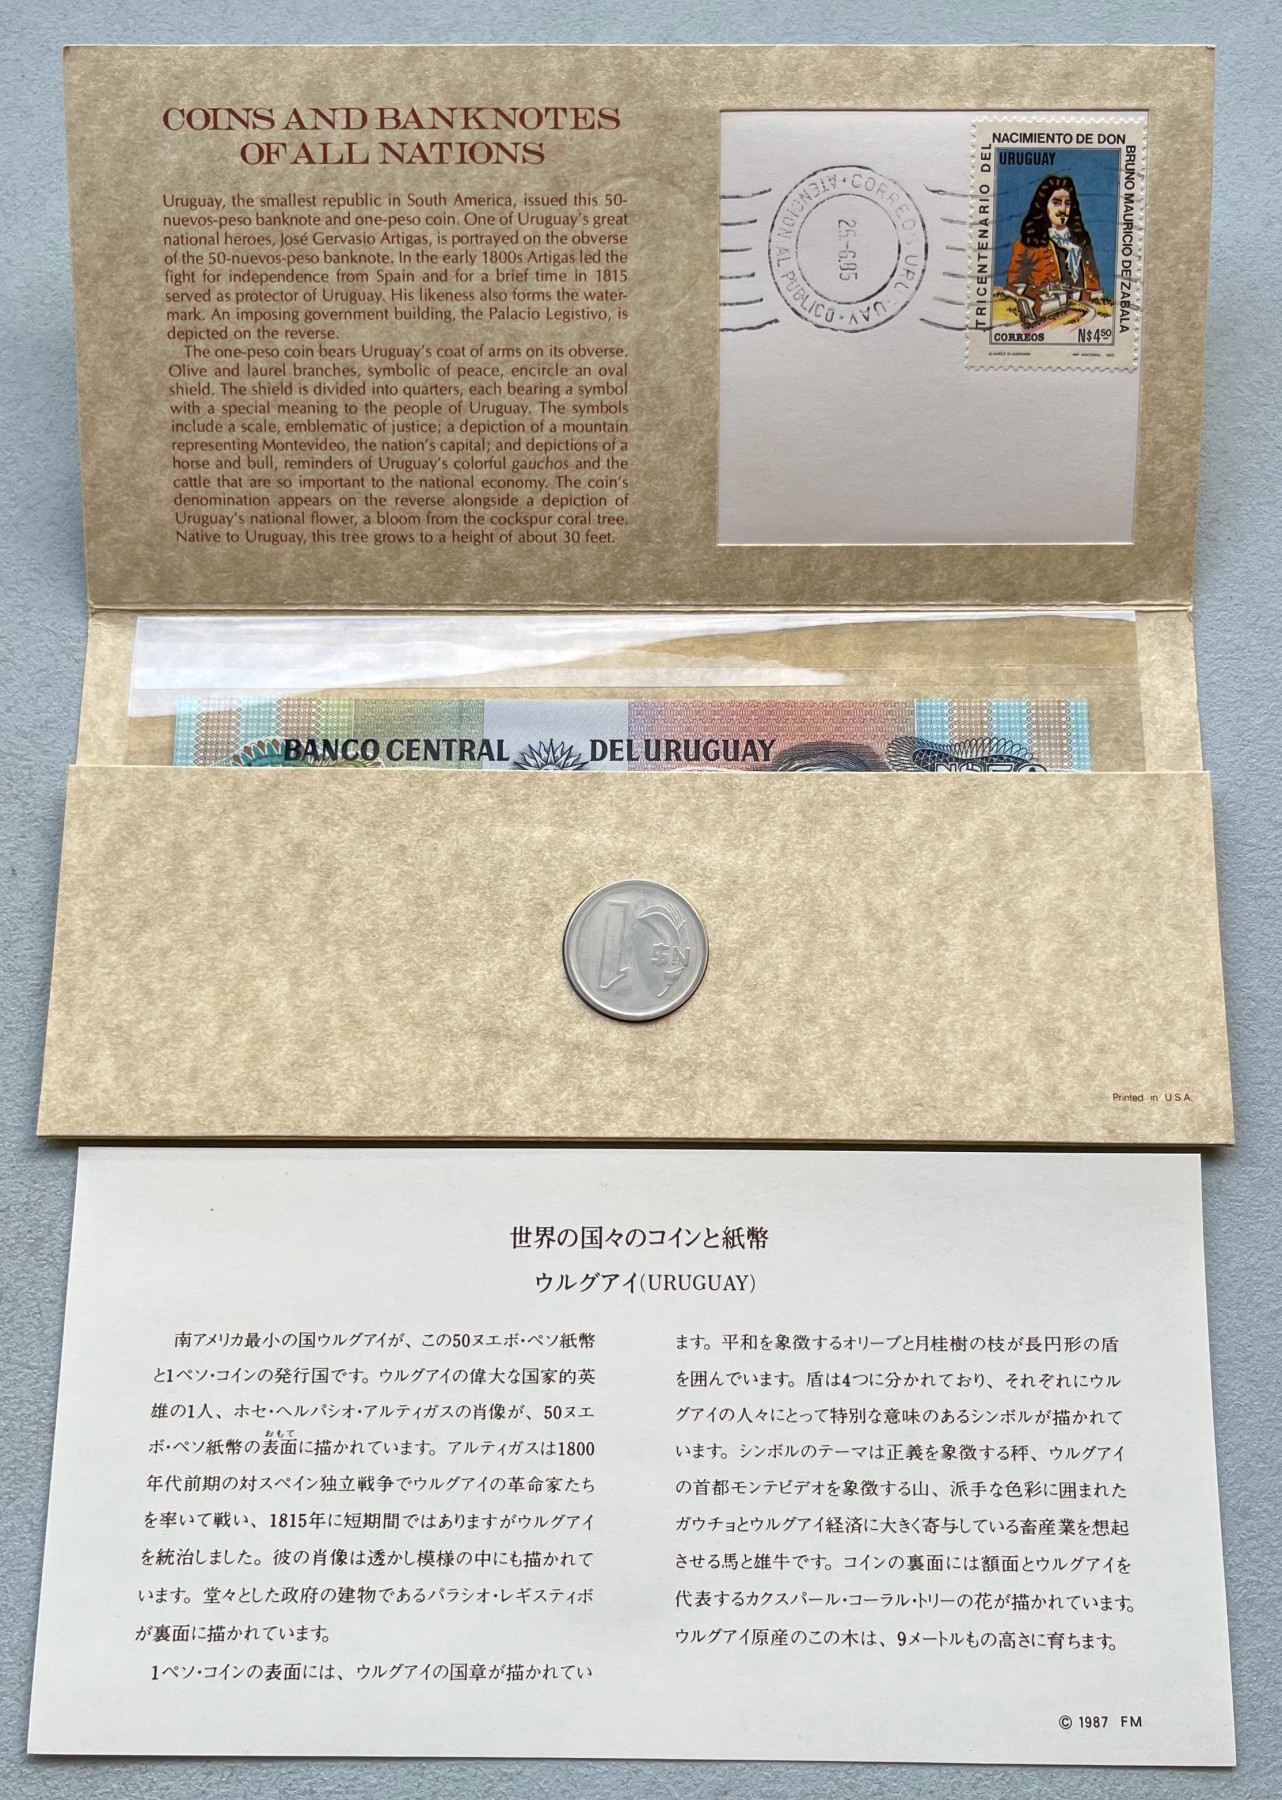 COINS AND BANKNOTES
OF ALL NATIONS
Uruguay, the smallest republic in South America, issued this 50-
nuevos-peso banknote and one-peso coin. One of Uruguay's great
national heroes, José Gervasio Artigas, is portrayed on the obverse
of the 50-nuevos-peso banknote. In the early 1800s Artigas led the
fight for independence from Spain and for a brief time in 1815
served as protector of Uruguay. His likeness also forms the water-
mark. An imposing government building, the Palacio Legistivo, is
depicted on the reverse.
The one-peso coin bears Uruguay's coat of arms on its obverse.
Olive and laurel branches, symbolic of peace, encircle an oval
shield. The shield is divided into quarters, each bearing a symbol
with a special meaning to the people of Uruguay. The symbols
include a scale, emblematic of justice; a depiction of a mountain
representing Montevideo, the nation's capital; and depictions of a
horse and bull, reminders of Uruguay's colorful gauchos and the
cattle that are so important to the national economy. The coin's
denomination appears on the reverse alongside a depiction of
Uruguay's national flower, a bloom from the cockspur coral tree.
Native to Uruguay, this tree grows to a height of about 30 feet.
CORREOS URUGUAY
ATENCION AL PUBLICO
TRICENTENARIO DEL
NACIMIENTO DE DON
BRUNO MAURICIO DE ZABALA
URUGUAY
CORREOS
N$4.50
BANCO CENTRAL DEL URUGUAY
1
N$
Printed in U.S.A.
世界の国々のコインと紙幣
ウルグアイ(URUGUAY)
南アメリカ最小の国ウルグアイが、この50ヌエボ・ペソ紙幣
と1ペソ・コインの発行国です。ウルグアイの偉大な国家的英
雄の1人、ホセ・ヘルパシオ・アルティガスの肖像が、50ヌエ
おもて
ボ・ペソ紙幣の表面に描かれています。アルティガスは1800
年代前期の対スペイン独立戦争でウルグアイの革命家たち
を率いて戦い、1815年に短期間ではありますがウルグアイ
を統治しました。彼の肖像は透かし模様の中にも描かれて
います。堂々とした政府の建物であるパラシオ・レギスティボ
が裏面に描かれています。
1ペソ・コインの表面には、ウルグアイの国章が描かれてい
ます。平和を象徴するオリーブと月桂樹の枝が長円形の盾
を囲んでいます。盾は4つに分かれており、それぞれにウル
グアイの人々にとって特別な意味のあるシンボルが描かれて
います。シンボルのテーマは正義を象徴する秤、ウルグアイ
の首都モンテビデオを象徴する山、派手な色彩に囲まれた
ガウチョとウルグアイ経済に大きく寄与している畜産業を想起
させる馬と雄牛です。コインの裏面には額面とウルグアイを
代表するカクスパール・コーラル・トリーの花が描かれています。
ウルグアイ原産のこの木は、9メートルもの高さに育ちます。
© 1987 FM